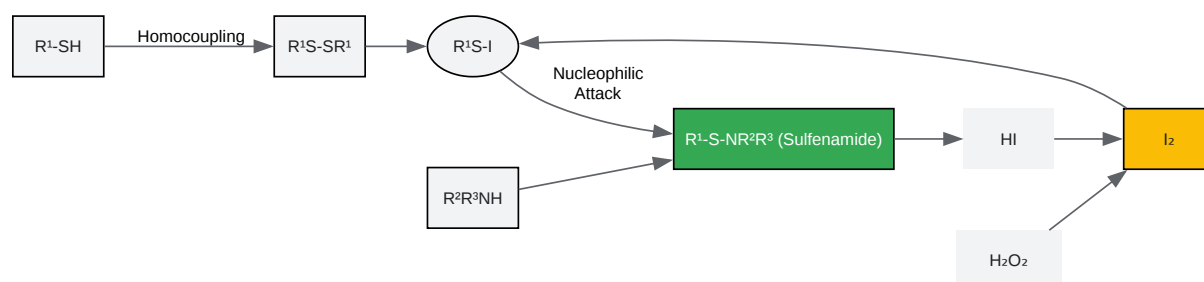 R¹-SH
Homocoupling
R¹S-SR¹
R¹S-I
Nucleophilic
Attack
R¹-S-NR²R³ (Sulfenamide)
HI
I₂
R²R³NH
H₂O₂